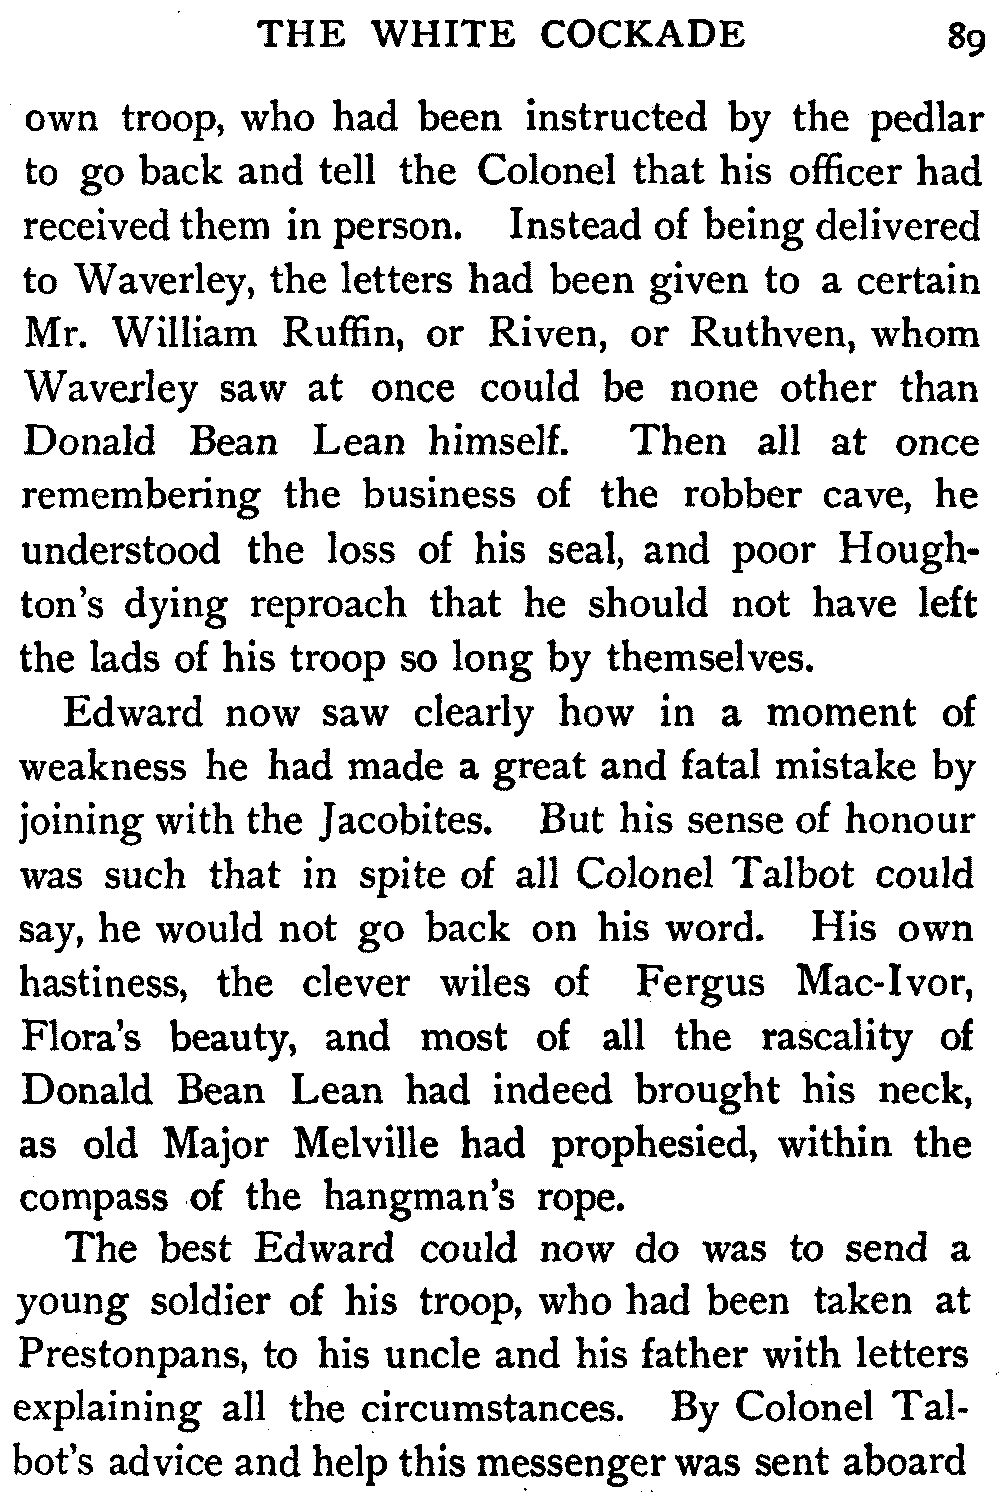 THE WHITE COCKADE 89
own troop, who had been instructed by the pedlar
to go back and tell the Colonel that his officer had
received them in person. Instead of being delivered
to Waverley, the letters had been given to a certain
Mr. William Ruffin, or Riven, or Ruthven, whom
Waverley saw at once could be none other than
Donald Bean Lean himself. Then all at once
remembering the business of the robber cave, he
understood the loss of his seal, and poor Hough-
ton's dying reproach that he should not have left
the lads of his troop so long by themselves.
Edward now saw clearly how in a moment of
weakness he had made a great and fatal mistake by
joining with the Jacobites. But his sense of honour
was such that in spite of all Colonel Talbot could
say, he would not go back on his word. His own
hastiness, the clever wiles of Fergus Mac-Ivor,
Flora's beauty, and most of all the rascality of
Donald Bean Lean had indeed brought his neck,
as old Major Melville had prophesied, within the
compass of the hangman's rope.
The best Edward could now do was to send a
young soldier of his troop, who had been taken at
Prestonpans, to his uncle and his father with letters
explaining all the circumstances. By Colonel Tal-
bot's advice and help this messenger was sent aboard